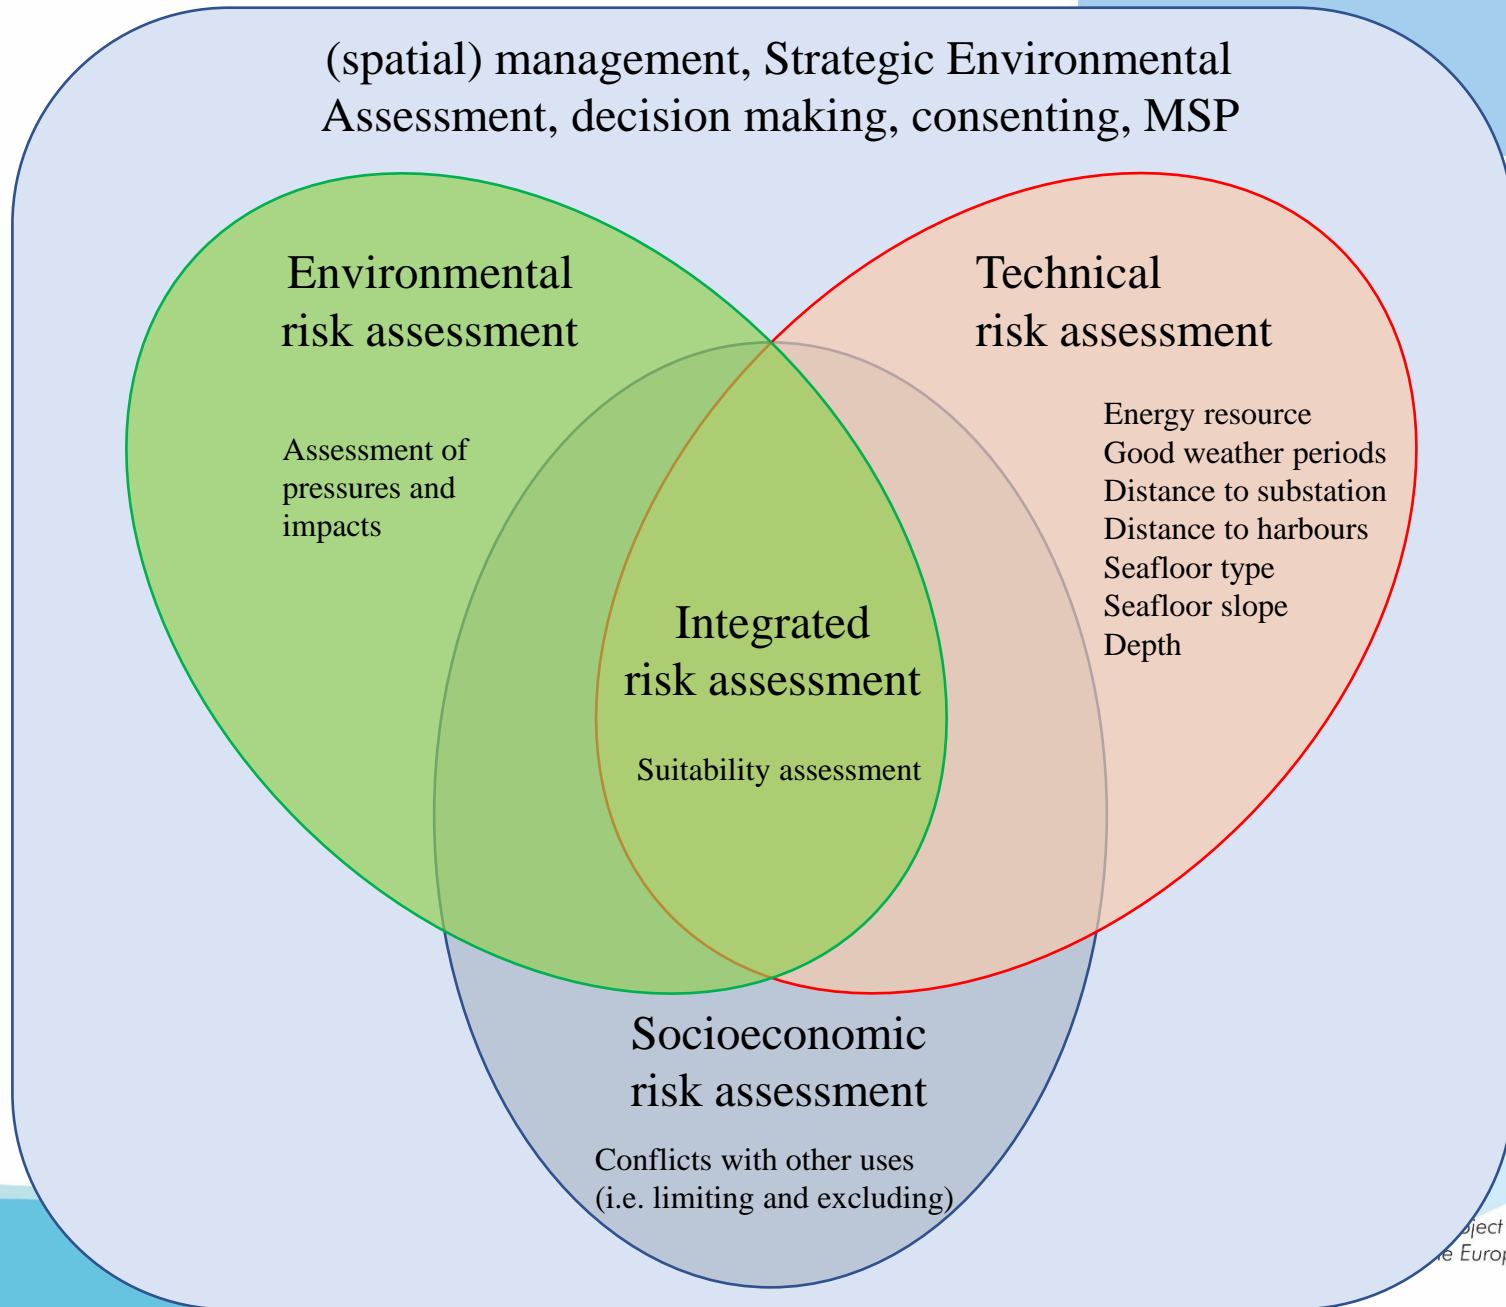 (spatial) management, Strategic Environmental
Assessment, decision making, consenting, MSP
Environmental
risk assessment
Assessment of
pressures and
impacts
Technical
risk assessment
Energy resource
Good weather periods
Distance to substation
Distance to harbours
Seafloor type
Seafloor slope
Depth
Integrated
risk assessment
Suitability assessment
Socioeconomic
risk assessment
Conflicts with other uses
(i.e. limiting and excluding)